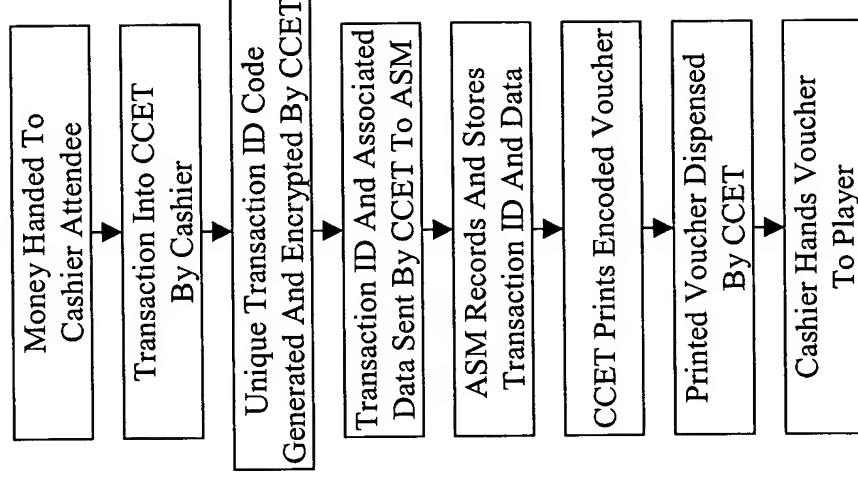 Money Handed To
Cashier Attendee
Transaction Into CCET
By Cashier
Unique Transaction ID Code
Generated And Encrypted By CCET
Transaction ID And Associated
Data Sent By CCET To ASM
ASM Records And Stores
Transaction ID And Data
CCET Prints Encoded Voucher
Printed Voucher Dispensed
By CCET
Cashier Hands Voucher
To Player